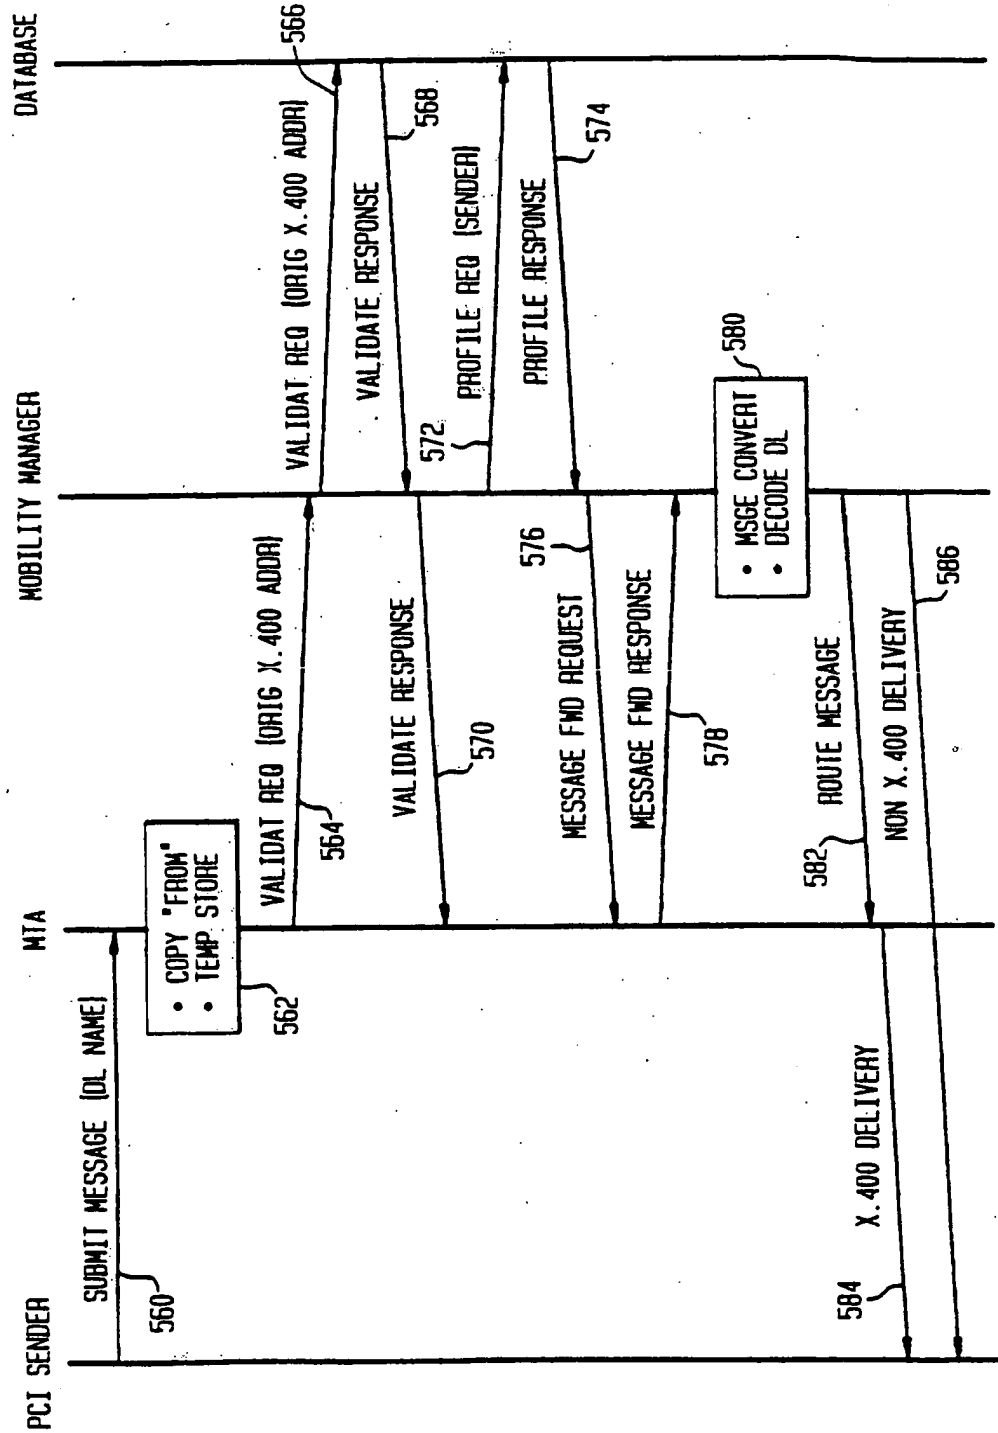 PCI SENDER
MTA
MOBILITY MANAGER
DATABASE
SUBMIT MESSAGE (DL NAME)
560
• COPY "FROM"
• TEMP STORE
562
VALIDAT REQ (ORIG X.400 ADDR)
564
VALIDAT REQ (ORIG X.400 ADDR)
566
VALIDATE RESPONSE
568
VALIDATE RESPONSE
570
572
PROFILE REQ (SENDER)
PROFILE RESPONSE
574
576
MESSAGE FWD REQUEST
MESSAGE FWD RESPONSE
578
• MSGE CONVERT
• DECODE DL
580
ROUTE MESSAGE
582
X.400 DELIVERY
584
NON X.400 DELIVERY
586